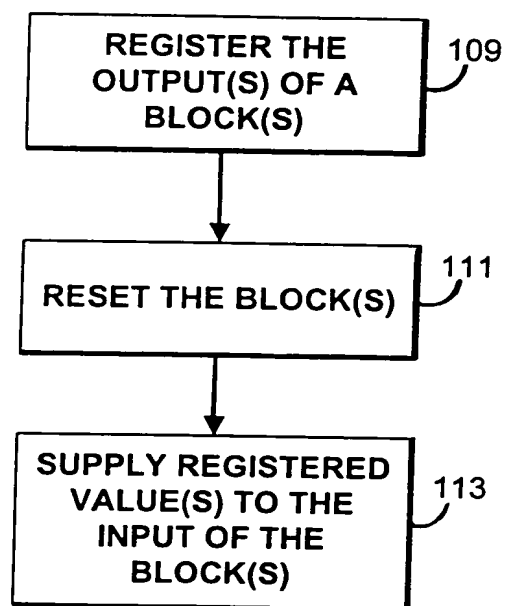 REGISTER THE
OUTPUT(S) OF A
BLOCK(S)
109
RESET THE BLOCK(S)
111
SUPPLY REGISTERED
VALUE(S) TO THE
INPUT OF THE
BLOCK(S)
113